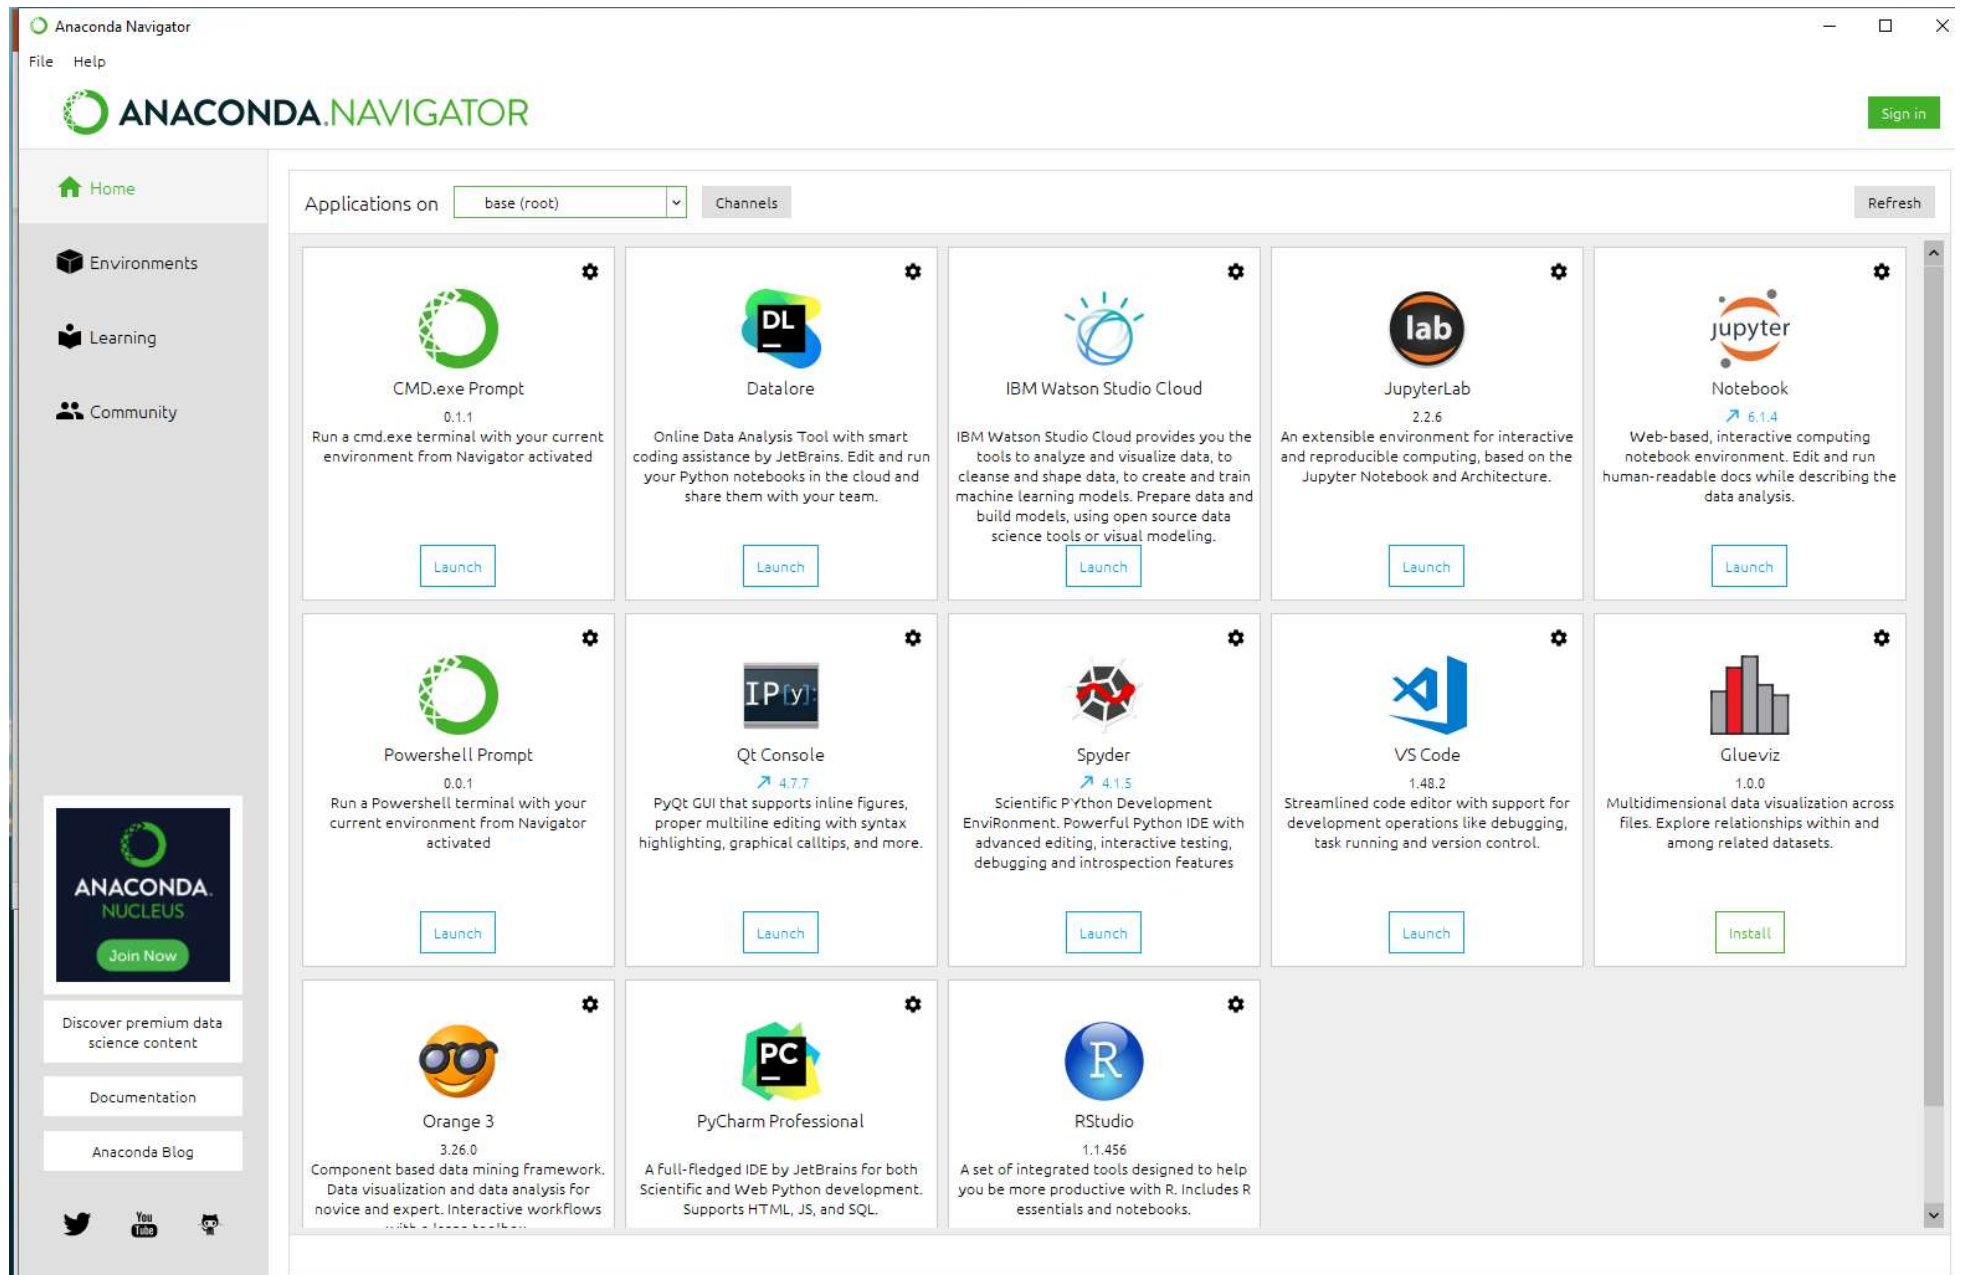 Anaconda Navigator
File Help
ANACONDA.NAVIGATOR
Sign in
Home
Environments
Learning
Community
Applications on base (root) Channels Refresh
CMD.exe Prompt
0.1.1
Run a cmd.exe terminal with your current
environment from Navigator activated
Launch
DL
Datalore
Online Data Analysis Tool with smart
coding assistance by JetBrains. Edit and run
your Python notebooks in the cloud and
share them with your team.
Launch
IBM Watson Studio Cloud
IBM Watson Studio Cloud provides you the
tools to analyze and visualize data, to
cleanse and shape data, to create and train
machine learning models. Prepare data and
build models, using open source data
science tools or visual modeling.
Launch
lab
JupyterLab
2.2.6
An extensible environment for interactive
and reproducible computing, based on the
Jupyter Notebook and Architecture.
Launch
jupyter
Notebook
6.1.4
Web-based, interactive computing
notebook environment. Edit and run
human-readable docs while describing the
data analysis.
Launch
Powershell Prompt
0.0.1
Run a Powershell terminal with your
current environment from Navigator
activated
Launch
IP[y]:
Qt Console
4.7.7
PyQt GUI that supports inline figures,
proper multiline editing with syntax
highlighting, graphical calltips, and more.
Launch
Spyder
4.1.5
Scientific PYthon Development
EnviRonment. Powerful Python IDE with
advanced editing, interactive testing,
debugging and introspection features
Launch
VS Code
1.48.2
Streamlined code editor with support for
development operations like debugging,
task running and version control.
Launch
Glueviz
1.0.0
Multidimensional data visualization across
files. Explore relationships within and
among related datasets.
Install
Orange 3
3.26.0
Component based data mining framework.
Data visualization and data analysis for
novice and expert. Interactive workflows
PC
PyCharm Professional
A full-fledged IDE by JetBrains for both
Scientific and Web Python development.
Supports HTML, JS, and SQL.
R
RStudio
1.1.456
A set of integrated tools designed to help
you be more productive with R. Includes R
essentials and notebooks.
ANACONDA.
NUCLEUS
Join Now
Discover premium data
science content
Documentation
Anaconda Blog
You
Tube